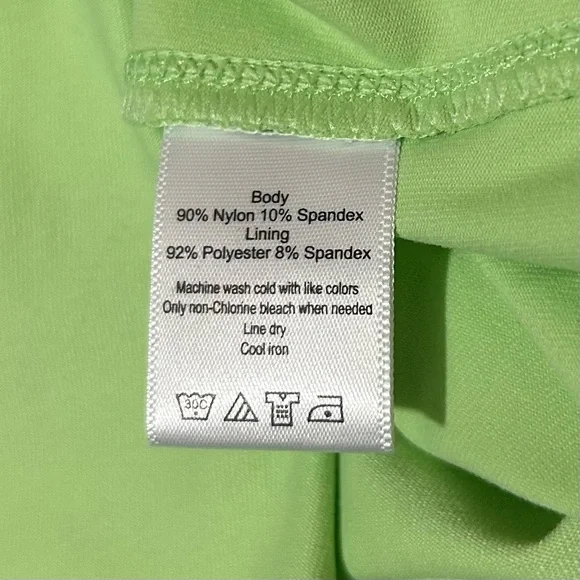 Body
90% Nylon 10% Spandex
Lining
92% Polyester 8% Spandex
Machine wash cold with like colors
Only non-Chlorine bleach when needed
Line dry
Cool iron
30C